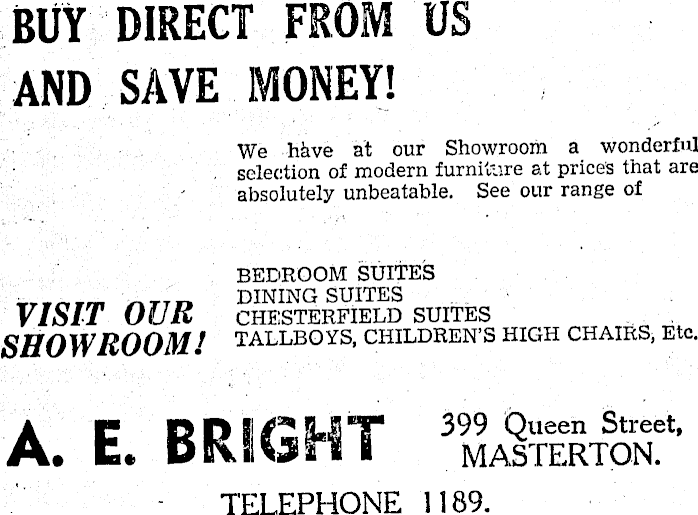 BUY DIRECT FROM US
AND SAVE MONEY!
We have at our Showroom a wonderful
selection of modern furniture at prices that are
absolutely unbeatable. See our range of
BEDROOM SUITES
DINING SUITES
CHESTERFIELD SUITES
TALLBOYS, CHILDREN'S HIGH CHAIRS, Etc.
VISIT OUR
SHOWROOM!
A. E. BRIGHT
399 Queen Street,
MASTERTON.
TELEPHONE 1189.